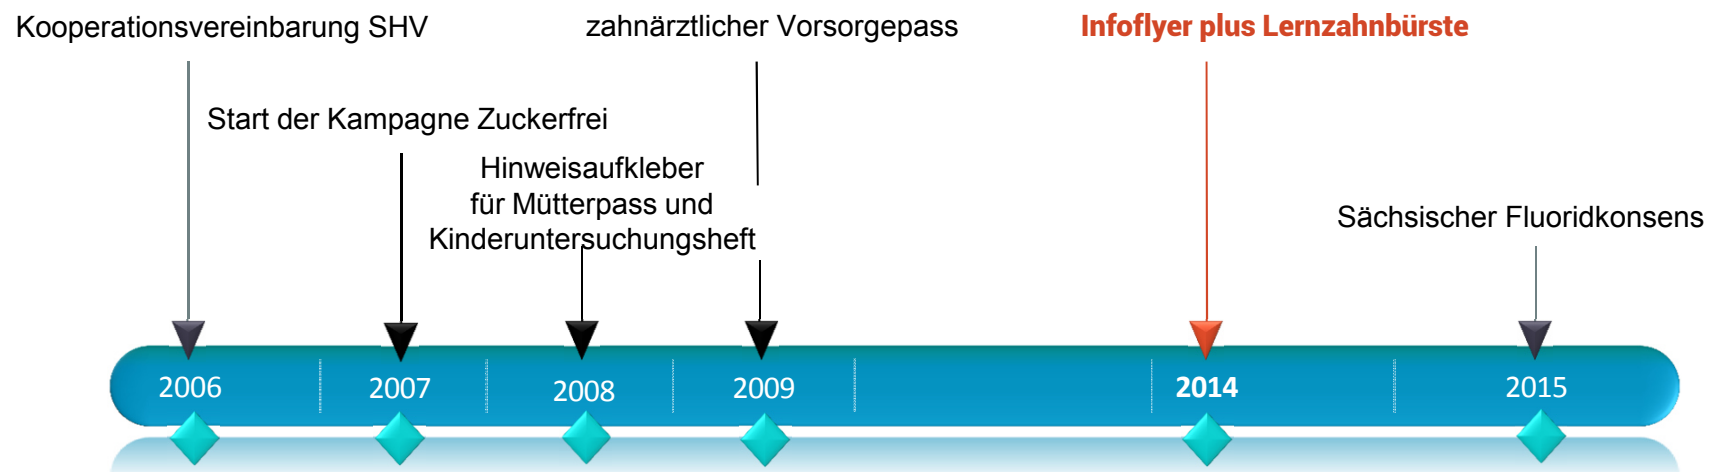 Kooperationsvereinbarung SHV
zahnärztlicher Vorsorgepass
Infoflyer plus Lernzahnbürste
Start der Kampagne Zuckerfrei
Hinweisaufkleber
für Mütterpass und
Kinderuntersuchungsheft
Sächsischer Fluoridkonsens
2006
2007
2008
2009
2014
2015